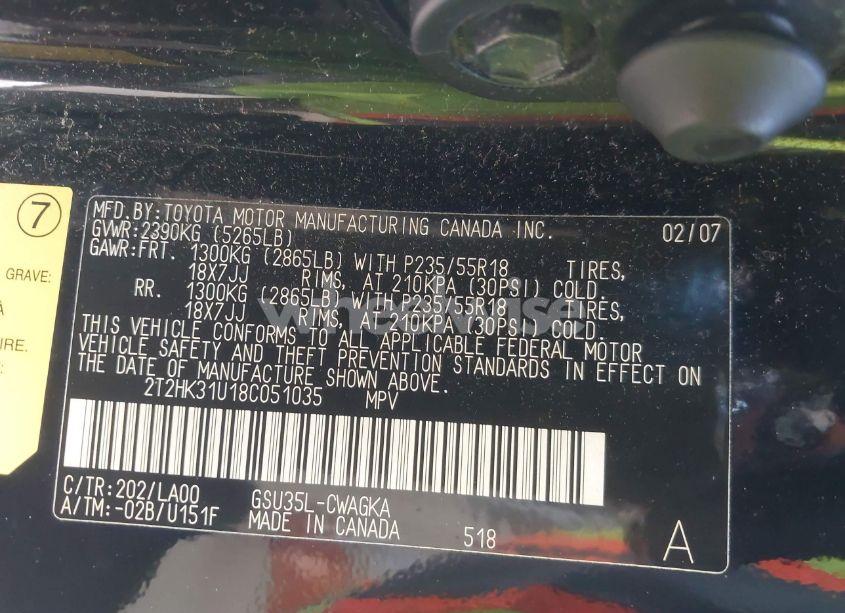 7
GRAVE:
À
IRE.
:
MFD.BY:TOYOTA MOTOR MANUFACTURING CANADA INC. 02/07
GVWR:2390KG (5265LB)
GAWR:FRT. 1300KG (2865LB) WITH P235/55R18 TIRES,
18X7JJ RIMS, AT 210KPA (30PSI) COLD.
RR. 1300KG (2865LB) WITH P235/55R18 TIRES,
18X7JJ RIMS, AT 210KPA (30PSI) COLD.
THIS VEHICLE CONFORMS TO ALL APPLICABLE FEDERAL MOTOR
VEHICLE SAFETY AND THEFT PREVENTION STANDARDS IN EFFECT ON
THE DATE OF MANUFACTURE SHOWN ABOVE.
2T2HK31U18C051035 MPV
C/TR:202/LA00 GSU35L-CWAGKA
A/TM:-02B/U151F MADE IN CANADA 518 A